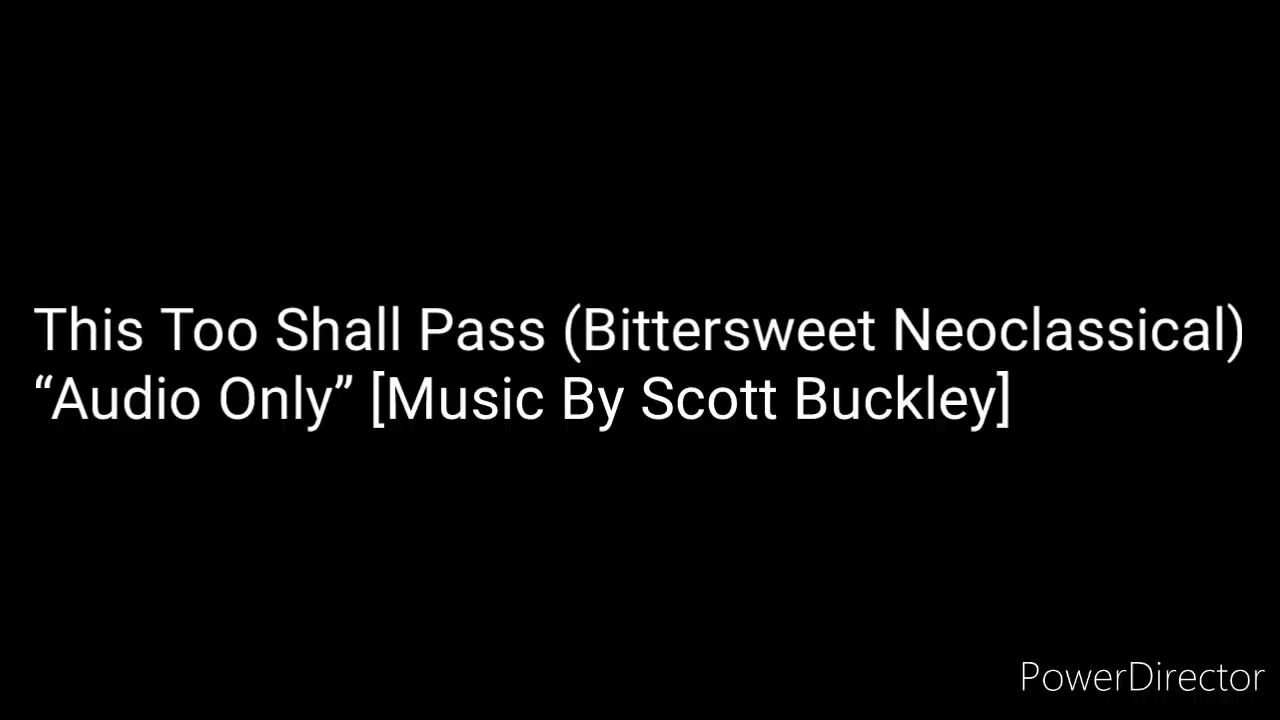 This Too Shall Pass (Bittersweet Neoclassical)
“Audio Only” [Music By Scott Buckley]
PowerDirector